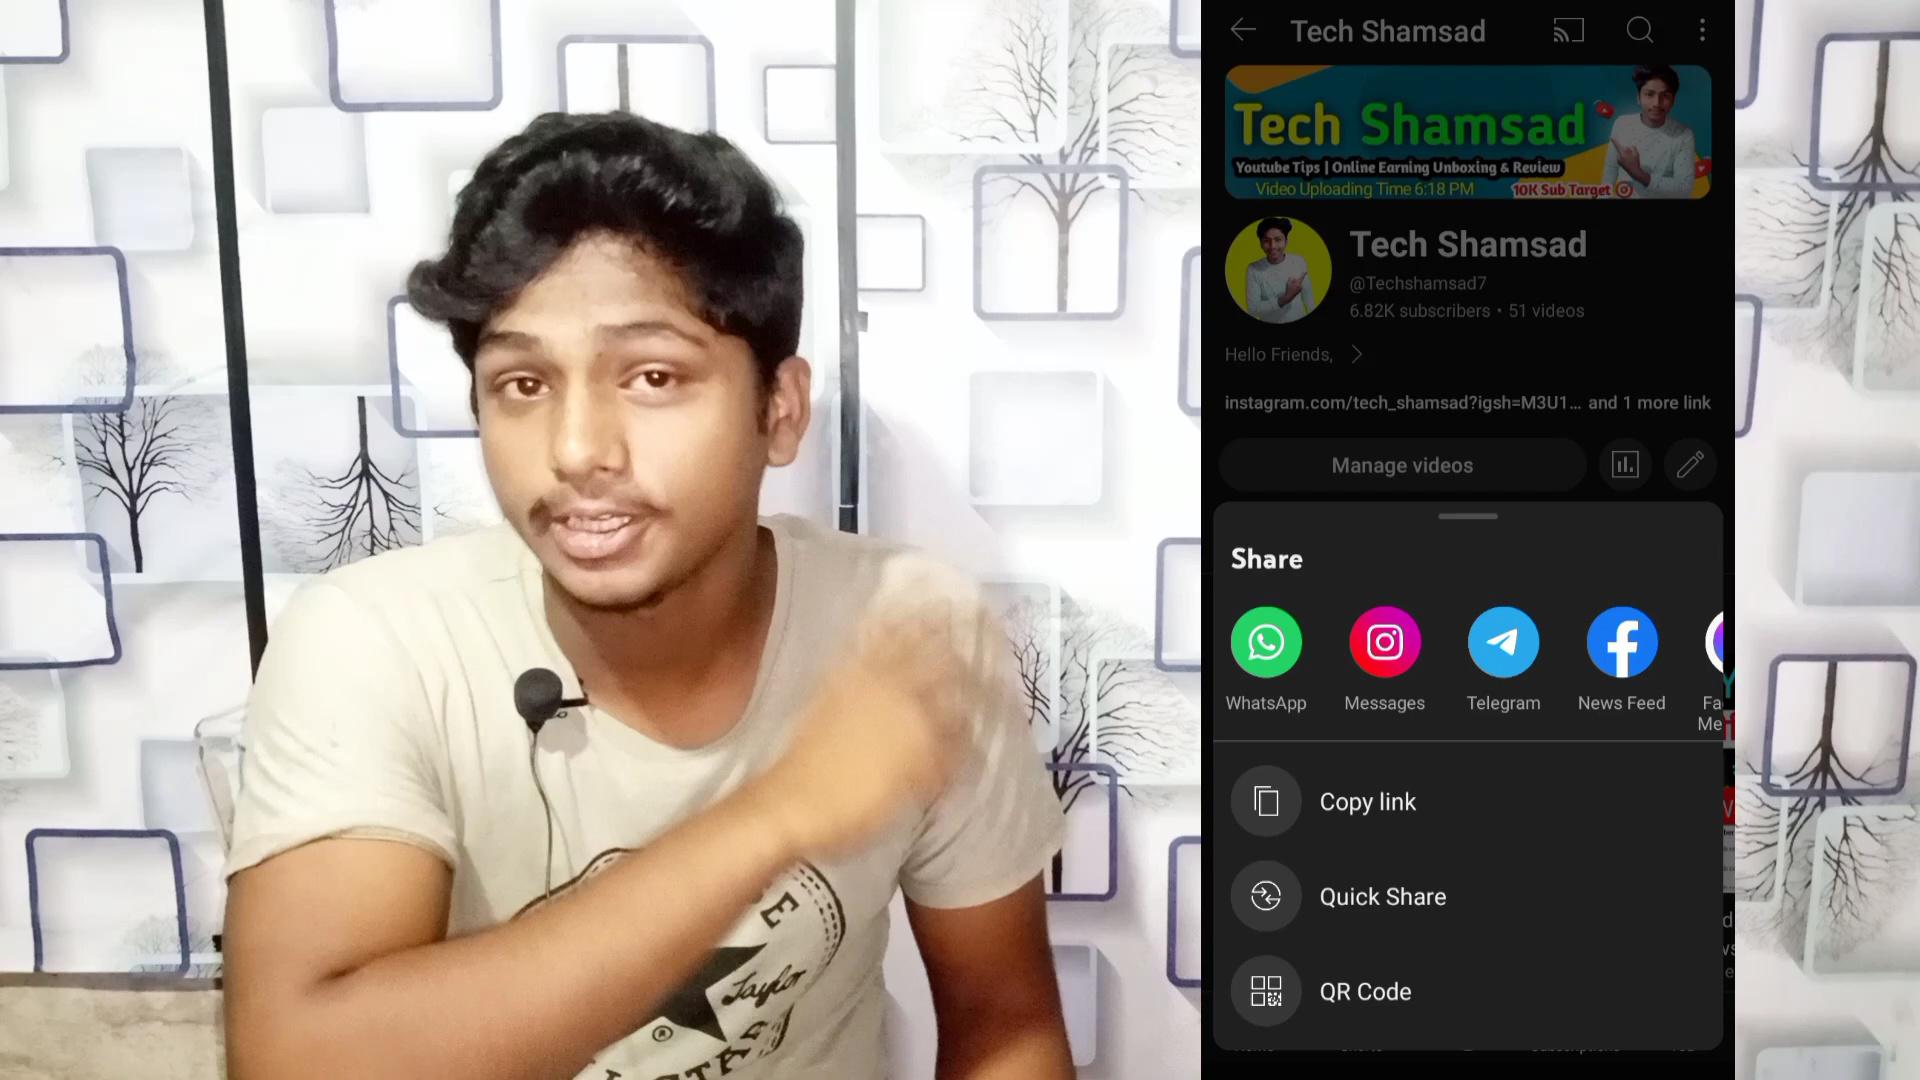 Tech Shamsad
Tech Shamsad
Youtube Tips | Online Earning Unboxing & Review
Video Uploading Time 6:18 PM
10K Sub Target
Tech Shamsad
@Techshamsad7
6.82K subscribers • 51 videos
Hello Friends,
instagram.com/tech_shamsad?igsh=M3U1... and 1 more link
Manage videos
Share
WhatsApp
Messages
Telegram
News Feed
Copy link
Quick Share
QR Code
Taylor
®